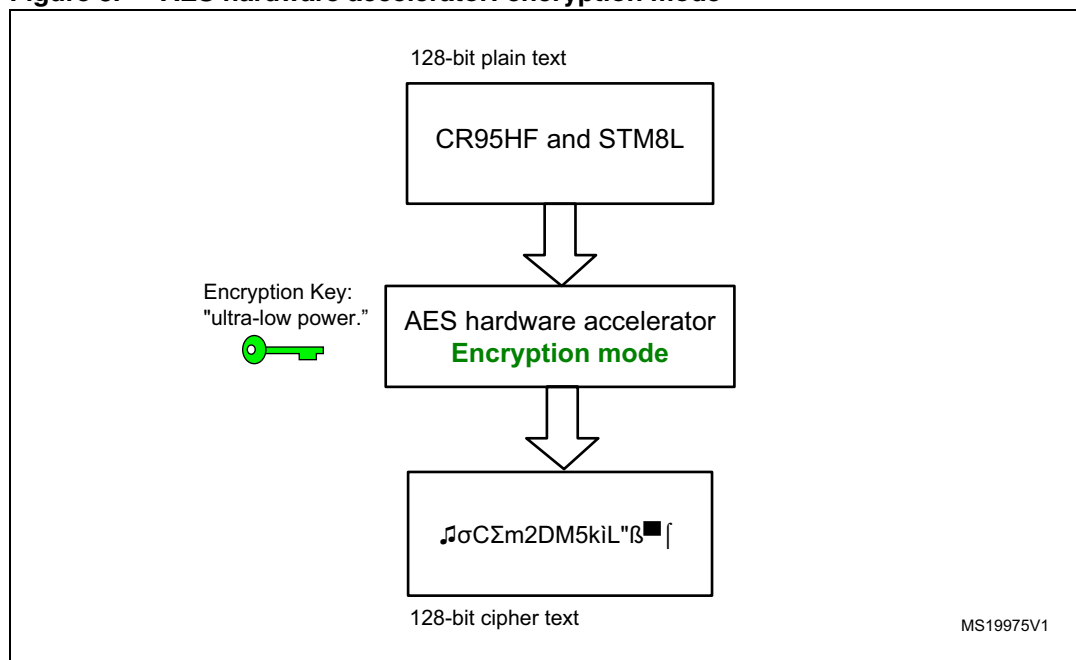 128-bit plain text
CR95HF and STM8L
Encryption Key:
"ultra-low power.”
AES hardware accelerator
Encryption mode
♫σCΣm2DM5kìL"ß▀⌠
128-bit cipher text
MS19975V1